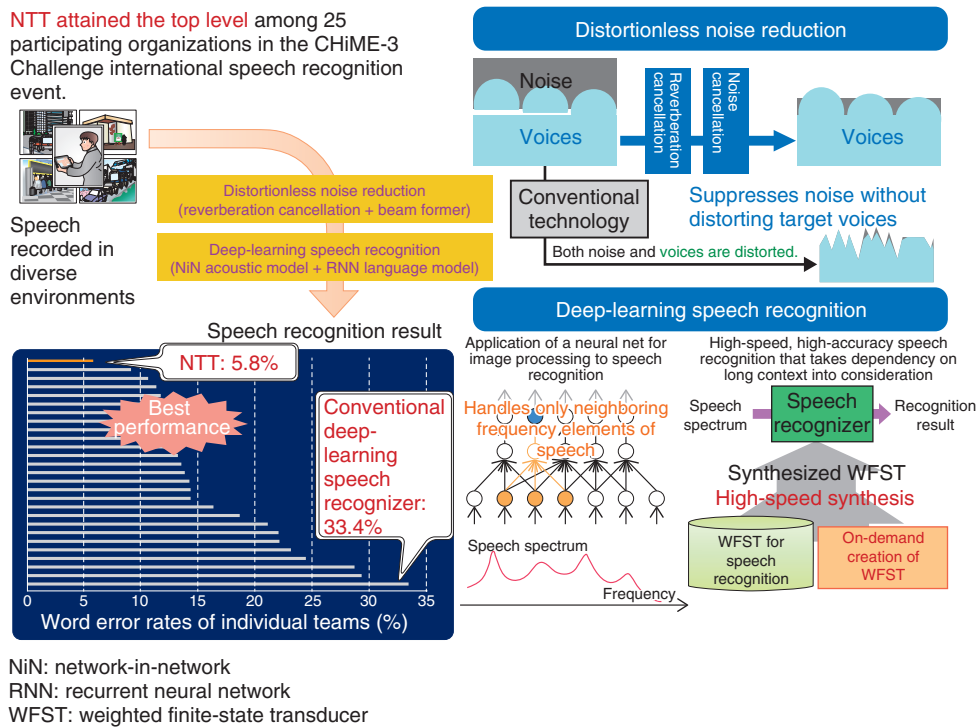 NTT attained the top level among 25
participating organizations in the CHiME-3
Challenge international speech recognition
event.
Speech
recorded in
diverse
environments
Distortionless noise reduction
(reverberation cancellation + beam former)
Deep-learning speech recognition
(NiN acoustic model + RNN language model)
Speech recognition result
NTT: 5.8%
Best
performance
Conventional
deep-
learning
speech
recognizer:
33.4%
0 5 10 15 20 25 30 35
Word error rates of individual teams (%)
Distortionless noise reduction
Noise
Voices
Reverberation
cancellation
Noise
cancellation
Voices
Conventional
technology
Suppresses noise without
distorting target voices
Both noise and voices are distorted.
Deep-learning speech recognition
Application of a neural net for
image processing to speech
recognition
Handles only neighboring
frequency elements of
speech
Speech spectrum
Frequency
High-speed, high-accuracy speech
recognition that takes dependency on
long context into consideration
Speech
spectrum
Speech
recognizer
Recognition
result
Synthesized WFST
High-speed synthesis
WFST for
speech
recognition
On-demand
creation of
WFST
NiN: network-in-network
RNN: recurrent neural network
WFST: weighted finite-state transducer